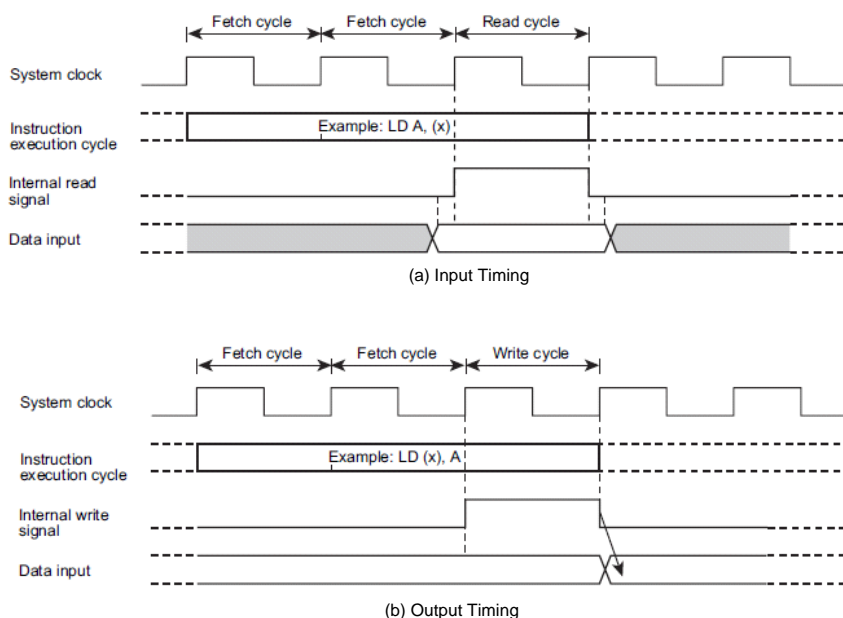 Fetch cycle Fetch cycle Read cycle
System clock
Instruction
execution cycle
Example: LD A, (x)
Internal read
signal
Data input
(a) Input Timing
Fetch cycle Fetch cycle Write cycle
System clock
Instruction
execution cycle
Example: LD (x), A
Internal write
signal
Data input
(b) Output Timing